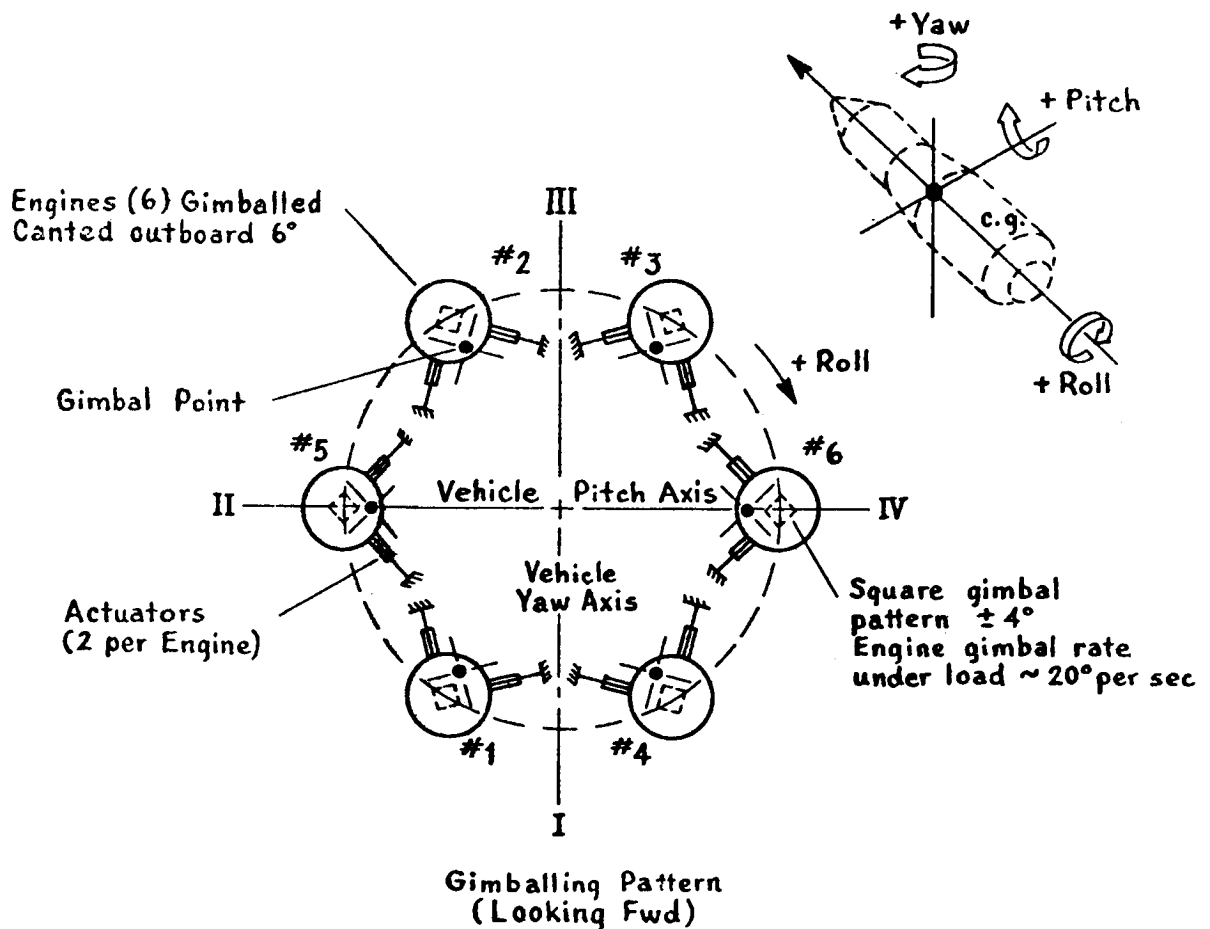 + Yaw
+ Pitch
c.g.
+ Roll
Engines (6) Gimballed
Canted outboard 6°
III
#2
#3
+ Roll
Gimbal Point
#5
#6
II
Vehicle
Pitch Axis
IV
Vehicle
Yaw Axis
Actuators
(2 per Engine)
Square gimbal
pattern ± 4°
Engine gimbal rate
under load ~ 20° per sec
#1
#4
I
Gimballing Pattern
(Looking Fwd)